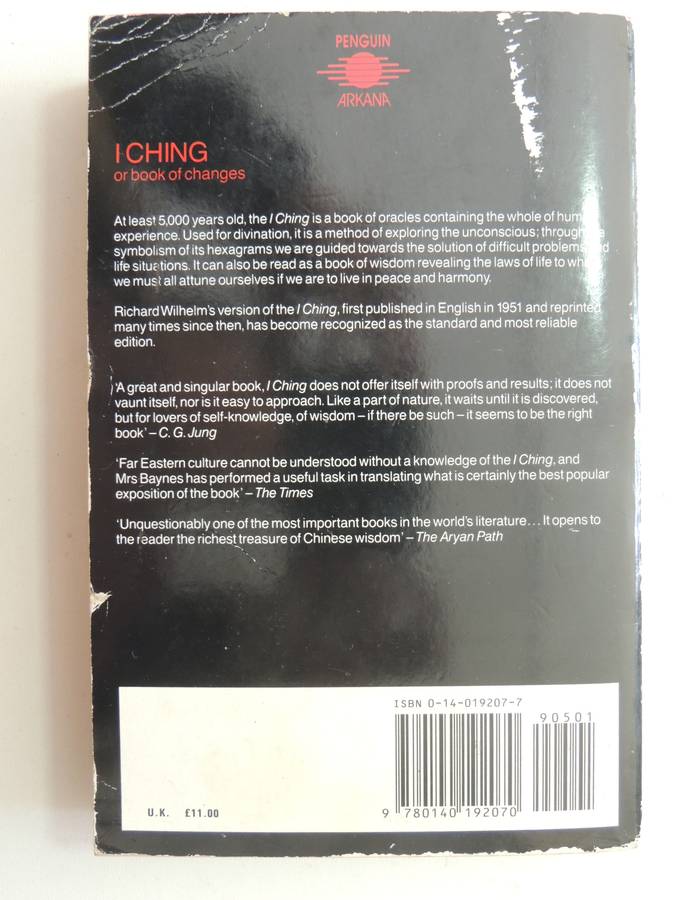 PENGUIN
ARKANA
I CHING
or book of changes
At least 5,000 years old, the I Ching is a book of oracles containing the whole of
experience. Used for divination, it is a method of exploring the unconscious; through
symbolism of its hexagrams we are guided towards the solution of difficult problems
life situations. It can also be read as a book of wisdom revealing the laws of life to
we must all attune ourselves if we are to live in peace and harmony.
Richard Wilhelm's version of the I Ching, first published in English in 1951 and reprinted
many times since then, has become recognized as the standard and most reliable
edition.
'A great and singular book, I Ching does not offer itself with proofs and results; it does not
vaunt itself, nor is it easy to approach. Like a part of nature, it waits until it is discovered,
but for lovers of self-knowledge, of wisdom – if there be such – it seems to be the right
book' – C. G. Jung
'Far Eastern culture cannot be understood without a knowledge of the I Ching, and
Mrs Baynes has performed a useful task in translating what is certainly the best popular
exposition of the book' – The Times
'Unquestionably one of the most important books in the world's literature... It opens to
the reader the richest treasure of Chinese wisdom' – The Aryan Path
ISBN 0-14-019207-7
90501
9 780140 192070
U.K. £11.00